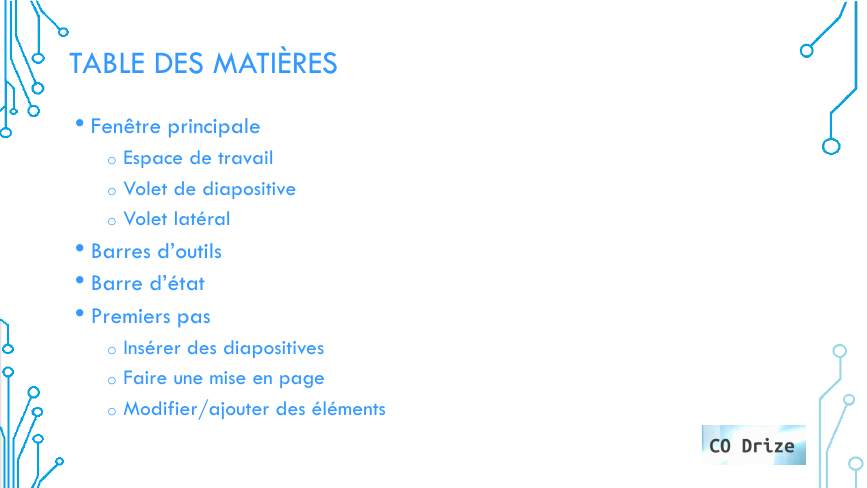 TABLE DES MATIÈRES
• Fenêtre principale
o Espace de travail
o Volet de diapositive
o Volet latéral
• Barres d’outils
• Barre d’état
• Premiers pas
o Insérer des diapositives
o Faire une mise en page
o Modifier/ajouter des éléments
CO Drize